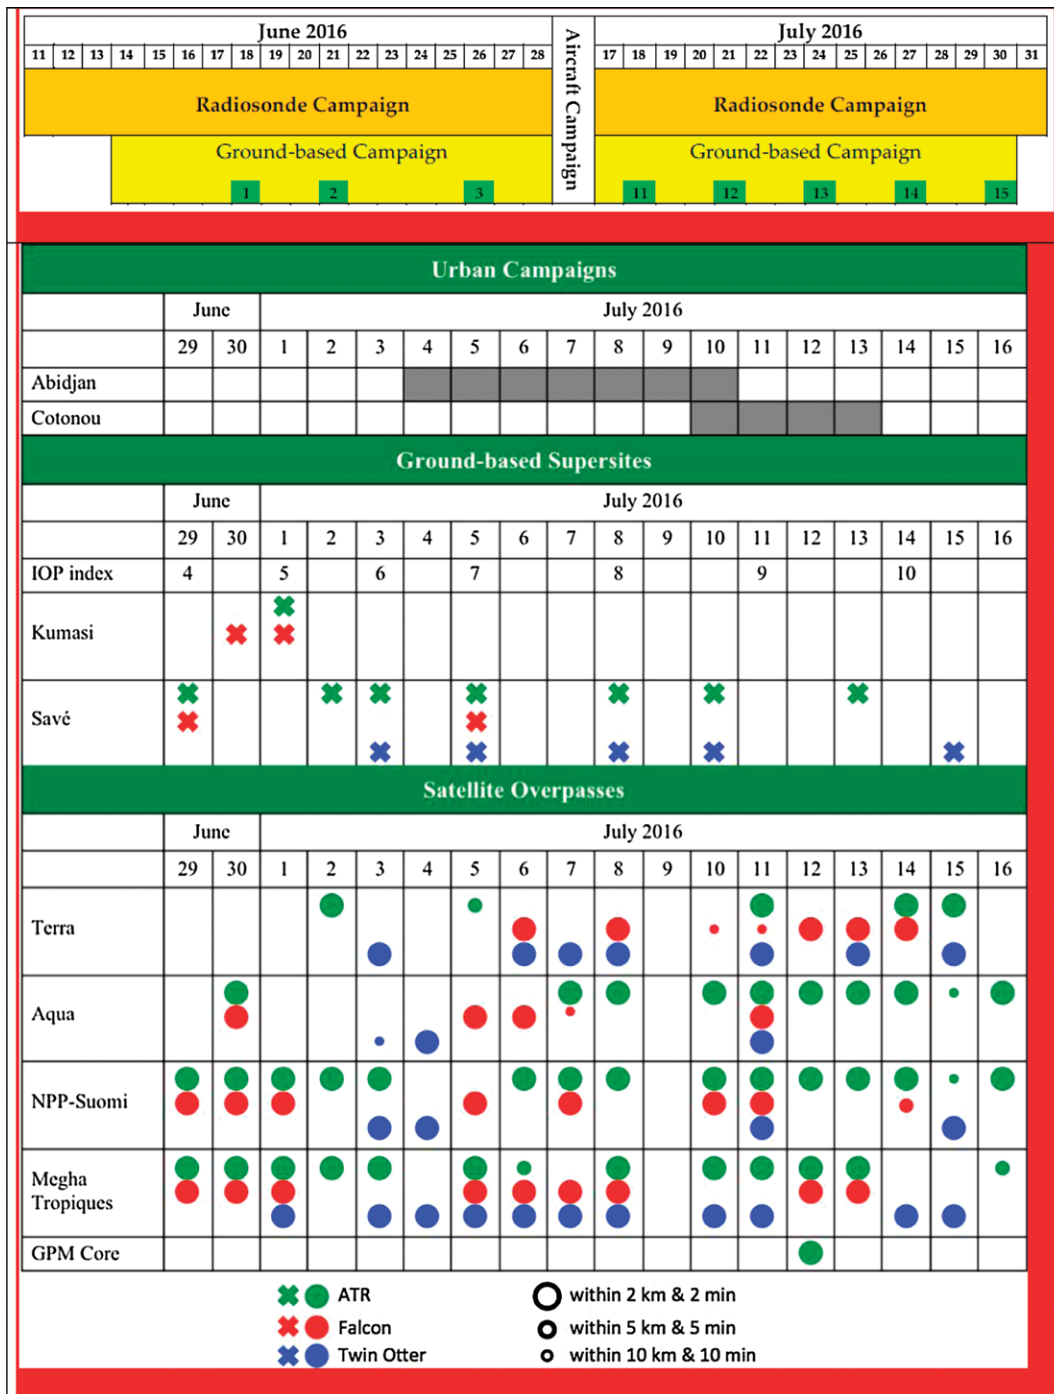 June 2016
July 2016
11 12 13 14 15 16 18 19 20 21 22 23 25 26 27 28
Aircraft Campaign
17 17 18 19 20 21 22 23 24 25 26 27 28 29 30 31
Radiosonde Campaign
Radiosonde Campaign
Ground-based Campaign
Ground-based Campaign
1 2 3
11 12 13 14 15
Urban Campaigns
June
July 2016
29 30 1 2 3 4 5 6 7 8 9 10 11 12 13 14 15 16
Abidjan
Cotonou
Ground-based Supersites
June
July 2016
29 30 1 2 3 4 5 6 7 8 9 10 11 12 13 14 15 16
IOP index 4 5 6 7 8 9 10
Kumasi
Savé
Satellite Overpasses
June
July 2016
29 30 1 2 3 4 5 6 7 8 9 10 11 12 13 14 15 16
Terra
Aqua
NPP-Suomi
Megha
Tropiques
GPM Core
ATR within 2 km & 2 min
Falcon within 5 km & 5 min
Twin Otter within 10 km & 10 min